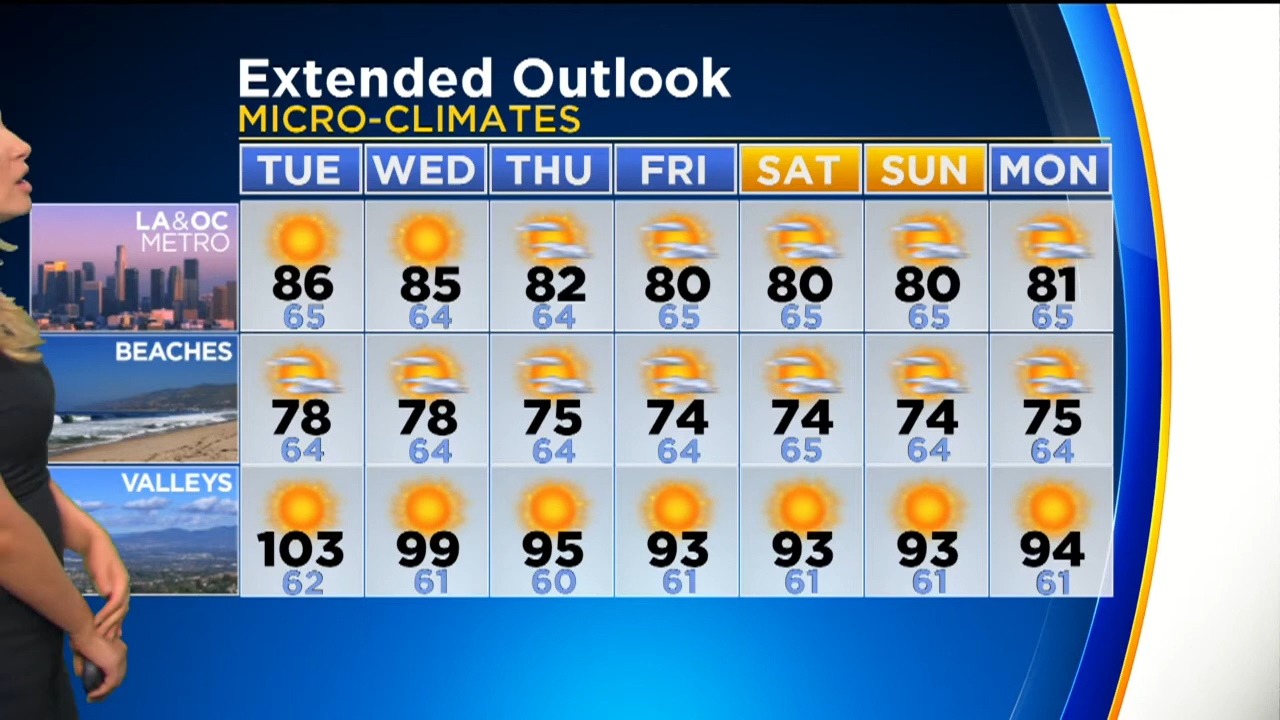 Extended Outlook
MICRO-CLIMATES
TUE WED THU FRI SAT SUN MON
LA&OC
METRO
86 85 82 80 80 80 81
65 64 64 65 65 65 65
BEACHES
78 78 75 74 74 74 75
64 64 64 64 65 64 64
VALLEYS
103 99 95 93 93 93 94
62 61 60 61 61 61 61